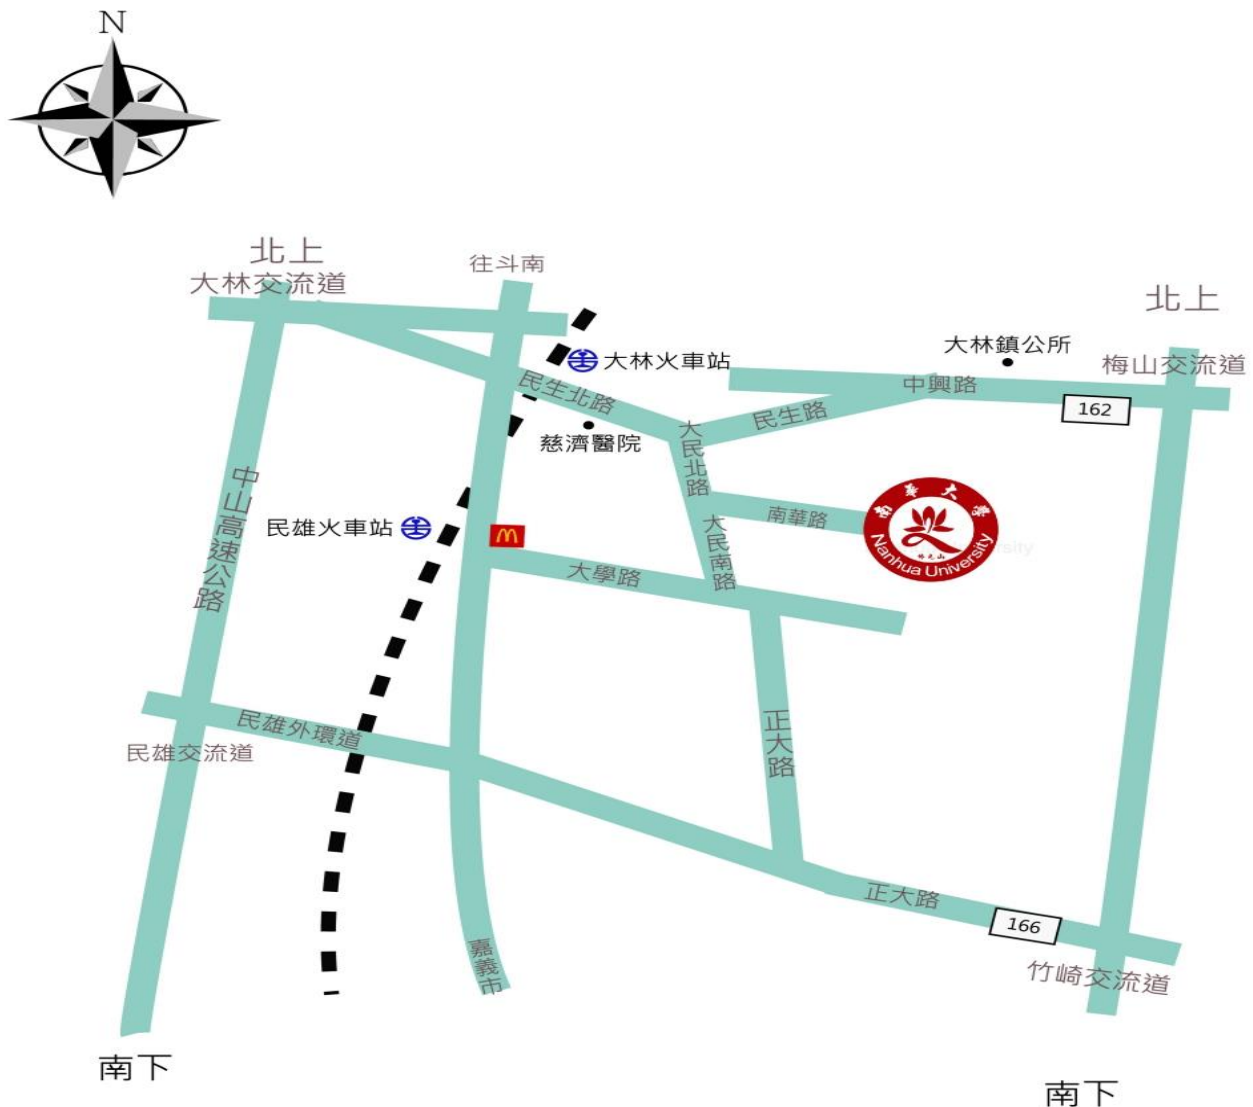 N
北上
大林交流道
往斗南
北上
大林鎮公所
大林火車站
梅山交流道
民生北路
中興路
162
民生路
慈濟醫院
大民北路
中山高速公路
南華大學
民雄火車站
南華路
大民南路
Nanhua University
大學路
正大路
民雄外環道
民雄交流道
正大路
166
嘉義市
竹崎交流道
南下
南下